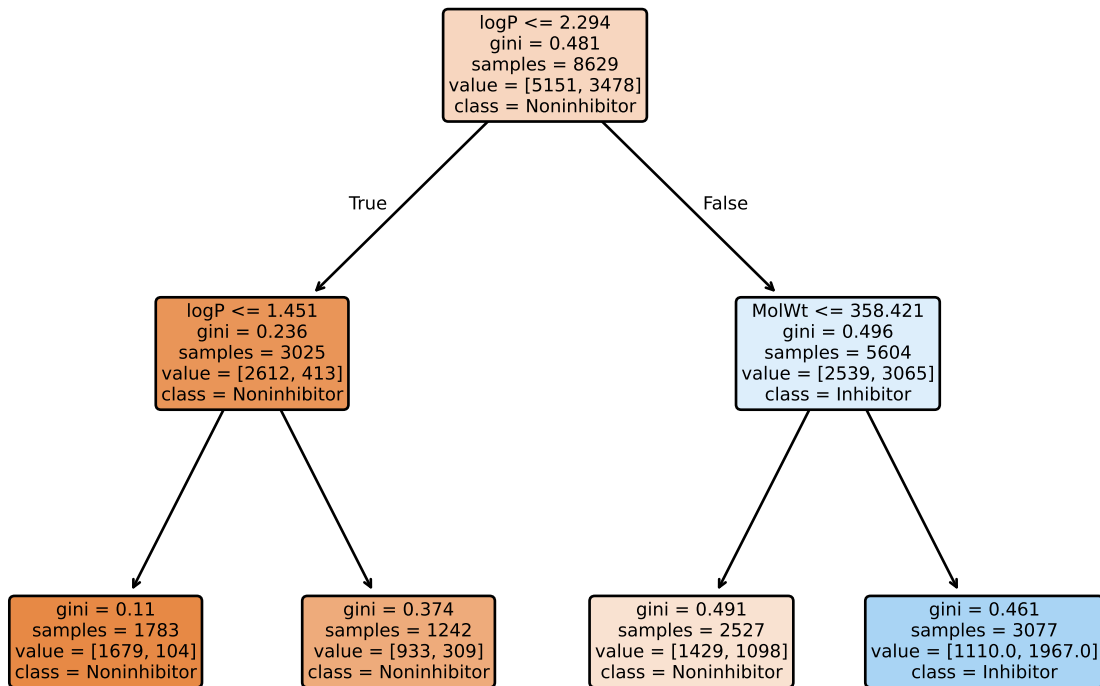 logP <= 2.294
gini = 0.481
samples = 8629
value = [5151, 3478]
class = Noninhibitor
True
False
logP <= 1.451
gini = 0.236
samples = 3025
value = [2612, 413]
class = Noninhibitor
MolWt <= 358.421
gini = 0.496
samples = 5604
value = [2539, 3065]
class = Inhibitor
gini = 0.11
samples = 1783
value = [1679, 104]
class = Noninhibitor
gini = 0.374
samples = 1242
value = [933, 309]
class = Noninhibitor
gini = 0.491
samples = 2527
value = [1429, 1098]
class = Noninhibitor
gini = 0.461
samples = 3077
value = [1110.0, 1967.0]
class = Inhibitor